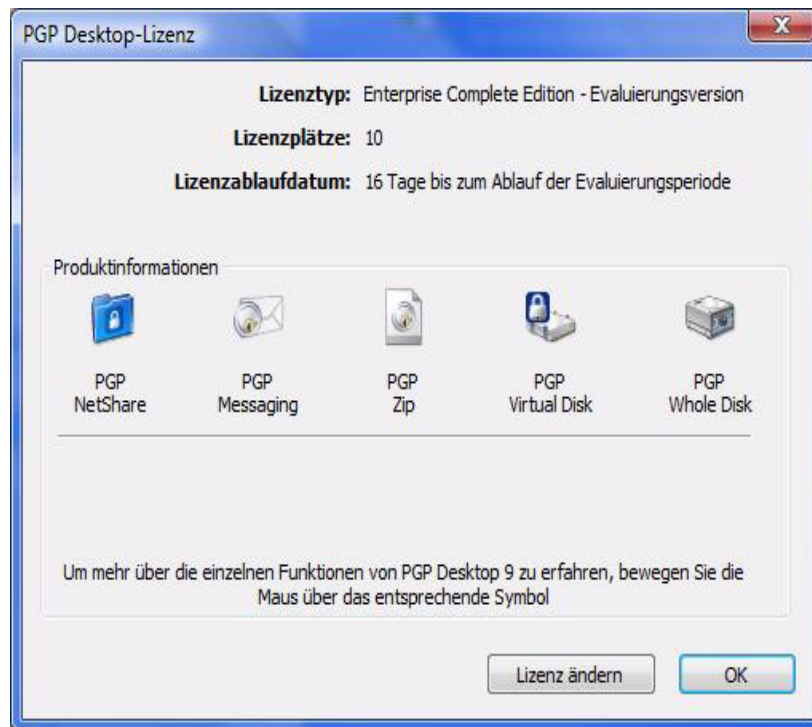 PGP Desktop-Lizenz
Lizenztyp: Enterprise Complete Edition - Evaluierungsversion
Lizenzplätze: 10
Lizenzablaufdatum: 16 Tage bis zum Ablauf der Evaluierungsperiode
Produktinformationen
PGP NetShare
PGP Messaging
PGP Zip
PGP Virtual Disk
PGP Whole Disk
Um mehr über die einzelnen Funktionen von PGP Desktop 9 zu erfahren, bewegen Sie die
Maus über das entsprechende Symbol
Lizenz ändern
OK